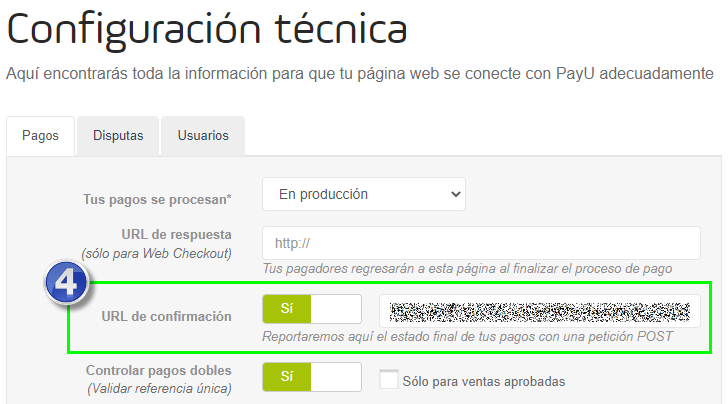 Configuración técnica
Aquí encontrarás toda la información para que tu página web se conecte con PayU adecuadamente
Pagos Disputas Usuarios
Tus pagos se procesan* En producción
URL de respuesta
(sólo para Web Checkout) http://
Tus pagadores regresarán a esta página al finalizar el proceso de pago
4
URL de confirmación Sí
Reportaremos aquí el estado final de tus pagos con una petición POST
Controlar pagos dobles
(Validar referencia única) Sí Sólo para ventas aprobadas